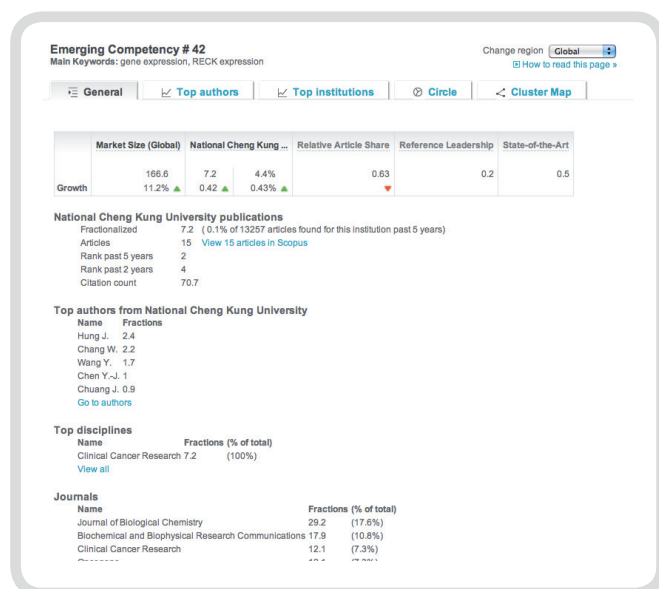 Emerging Competency # 42
Main Keywords: gene expression, RECK expression
Change region Global
How to read this page »
General Top authors Top institutions Circle Cluster Map
Market Size (Global) National Cheng Kung ... Relative Article Share Reference Leadership State-of-the-Art
166.6 7.2 4.4% 0.63 0.2 0.5
Growth 11.2% 0.42 0.43%
National Cheng Kung University publications
Fractionalized 7.2 ( 0.1% of 13257 articles found for this institution past 5 years)
Articles 15 View 15 articles in Scopus
Rank past 5 years 2
Rank past 2 years 4
Citation count 70.7
Top authors from National Cheng Kung University
Name Fractions
Hung J. 2.4
Chang W. 2.2
Wang Y. 1.7
Chen Y.-J. 1
Chuang J. 0.9
Go to authors
Top disciplines
Name Fractions (% of total)
Clinical Cancer Research 7.2 (100%)
View all
Journals
Name Fractions (% of total)
Journal of Biological Chemistry 29.2 (17.6%)
Biochemical and Biophysical Research Communications 17.9 (10.8%)
Clinical Cancer Research 12.1 (7.3%)